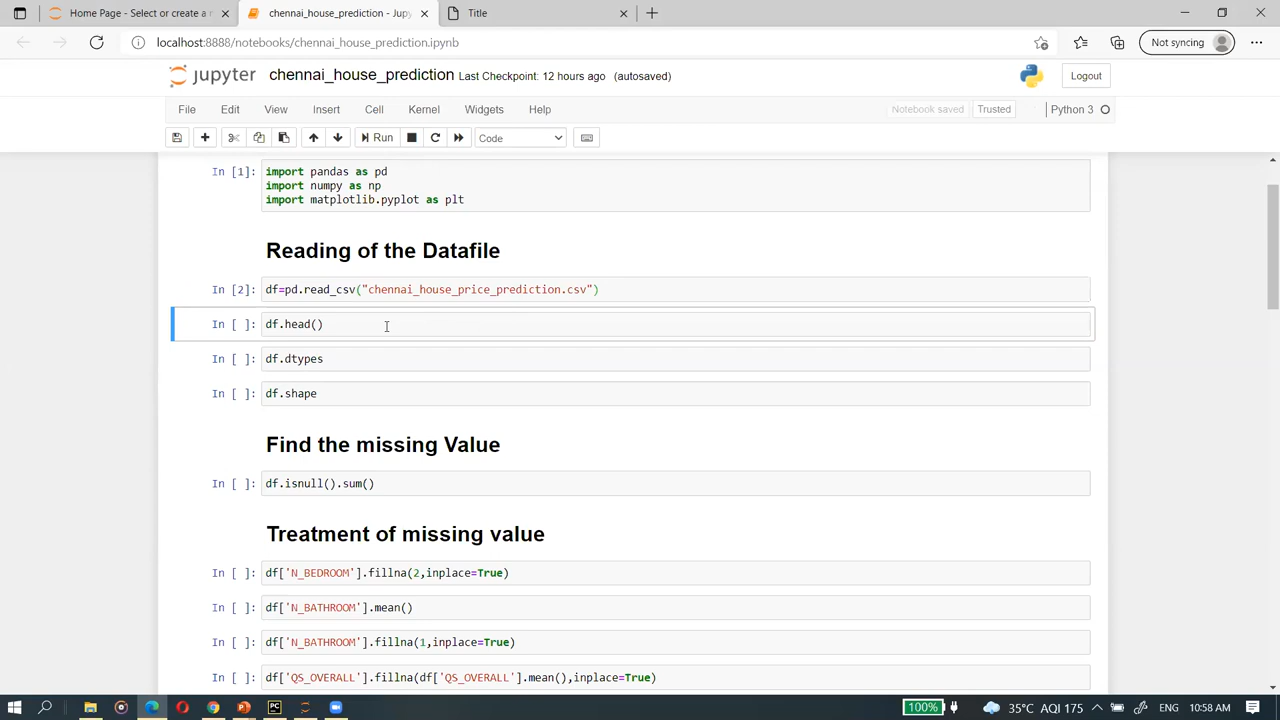 Home Page - Select or create a n
chennai_house_prediction - Jupy
Title
localhost:8888/notebooks/chennai_house_prediction.ipynb
Not syncing
jupyter chennai_house_prediction Last Checkpoint: 12 hours ago (autosaved)
Logout
File Edit View Insert Cell Kernel Widgets Help
Notebook saved Trusted Python 3
Run Code
In [1]: import pandas as pd
import numpy as np
import matplotlib.pyplot as plt
Reading of the Datafile
In [2]: df=pd.read_csv("chennai_house_price_prediction.csv")
In [ ]: df.head()
In [ ]: df.dtypes
In [ ]: df.shape
Find the missing Value
In [ ]: df.isnull().sum()
Treatment of missing value
In [ ]: df['N_BEDROOM'].fillna(2,inplace=True)
In [ ]: df['N_BATHROOM'].mean()
In [ ]: df['N_BATHROOM'].fillna(1,inplace=True)
In [ ]: df['QS_OVERALL'].fillna(df['QS_OVERALL'].mean(),inplace=True)
100% 35°C AQI 175 ENG 10:58 AM